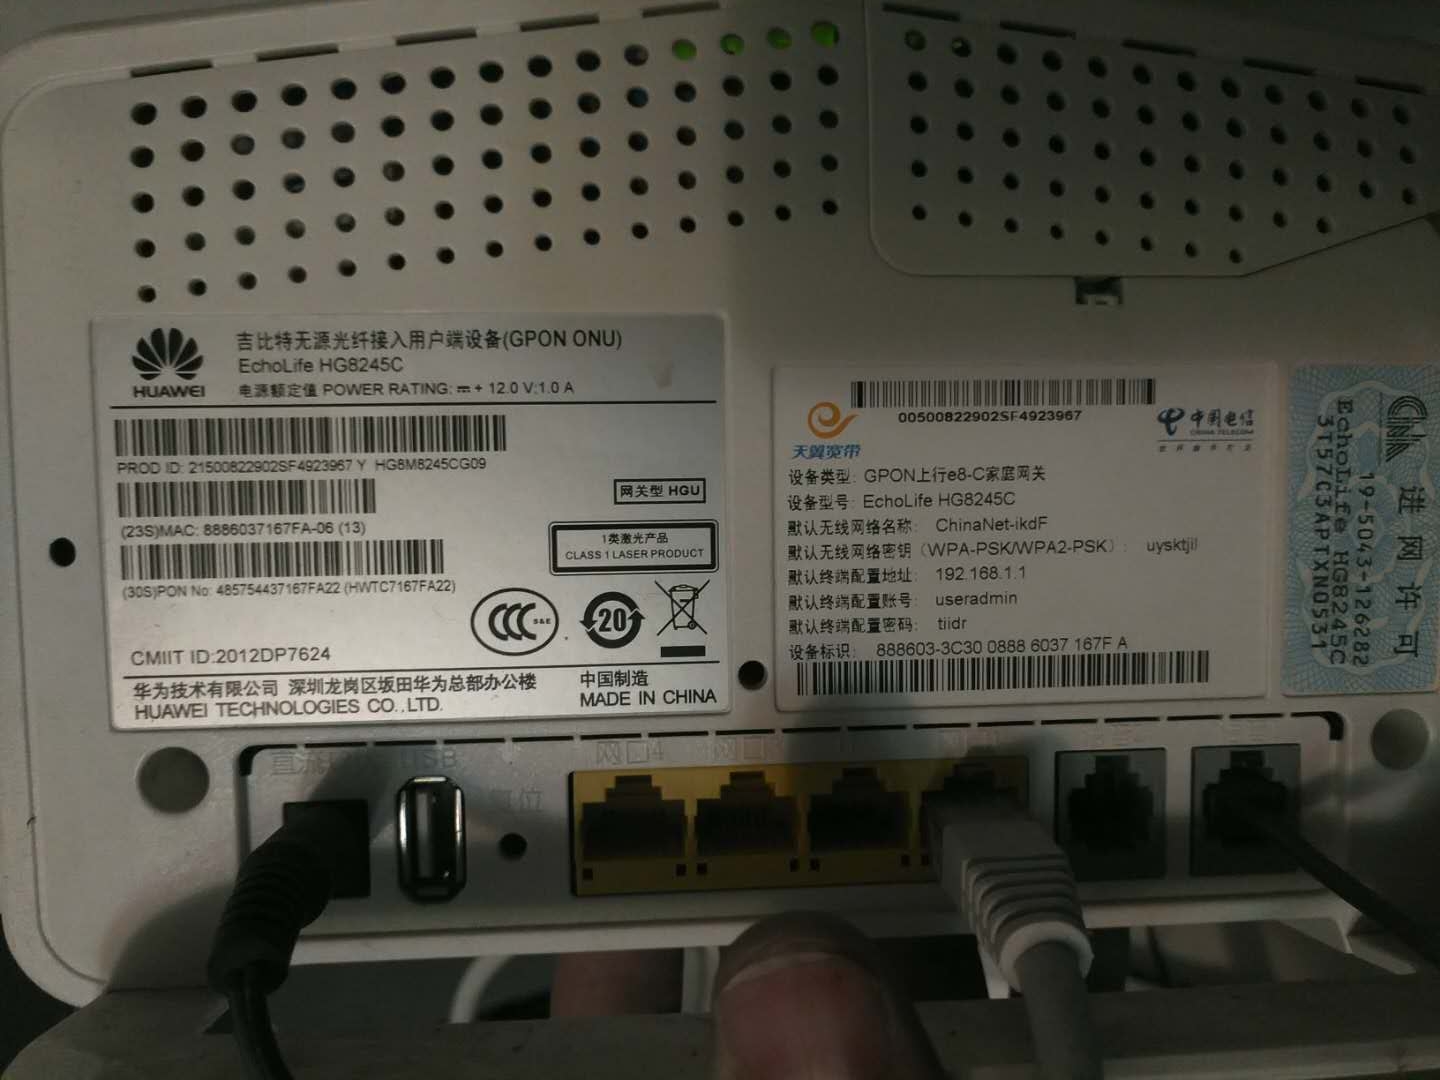 HUAWEI
吉比特无源光纤接入用户端设备(GPON ONU)
EchoLife HG8245C
电源额定值 POWER RATING: ⎓ + 12.0 V;1.0 A
PROD ID: 21500822902SF4923967 Y HG8M8245CG09
网关型 HGU
(23S)MAC: 8886037167FA-06 (13)
1类激光产品
CLASS 1 LASER PRODUCT
(30S)PON No: 485754437167FA22 (HWTC7167FA22)
CCC S&E
20
CMIIT ID:2012DP7624
华为技术有限公司 深圳龙岗区坂田华为总部办公楼
HUAWEI TECHNOLOGIES CO.,LTD.
中国制造
MADE IN CHINA
天翼宽带
00500822902SF4923967
中国电信
CHINA TELECOM
设备类型: GPON上行e8-C家庭网关
设备型号: EchoLife HG8245C
默认无线网络名称: ChinaNet-ikdF
默认无线网络密钥（WPA-PSK/WPA2-PSK）: uysktjil
默认终端配置地址: 192.168.1.1
默认终端配置账号: useradmin
默认终端配置密码: tiidr
设备标识: 888603-3C30 0888 6037 167F A
进网许可
19-5043-126282
EchoLife HG8245C
3T57C3APTXN0531
USB
复位
网口4
网口